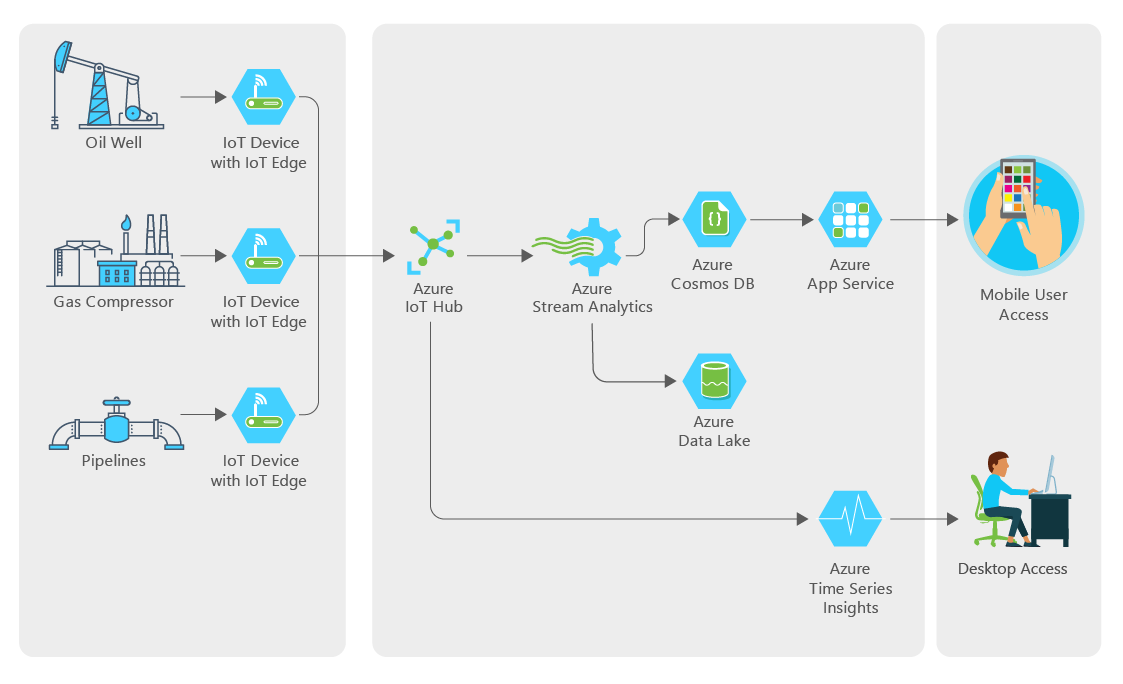 Oil Well
IoT Device
with IoT Edge
Gas Compressor
IoT Device
with IoT Edge
Pipelines
IoT Device
with IoT Edge
Azure
IoT Hub
Azure
Stream Analytics
Azure
Cosmos DB
Azure
App Service
Azure
Data Lake
Azure
Time Series
Insights
Mobile User
Access
Desktop Access